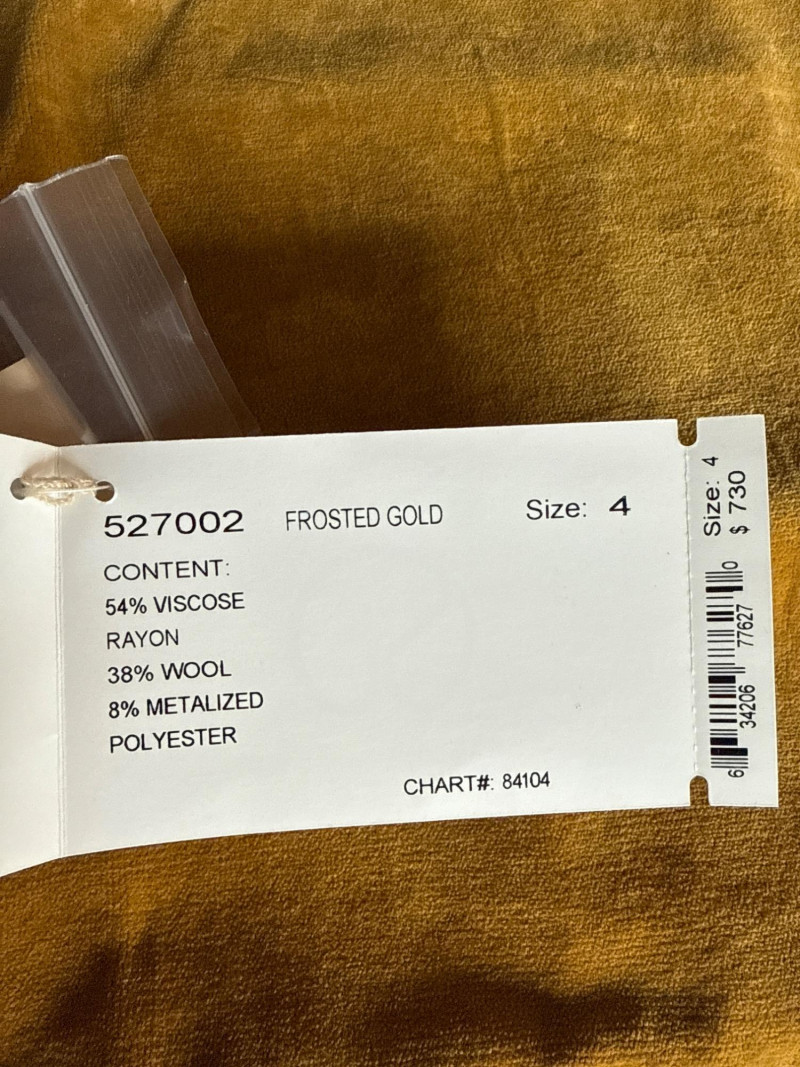 527002 FROSTED GOLD Size: 4
CONTENT:
54% VISCOSE
RAYON
38% WOOL
8% METALIZED
POLYESTER
CHART#: 84104
Size: 4
$ 730
6 34206 77627 0